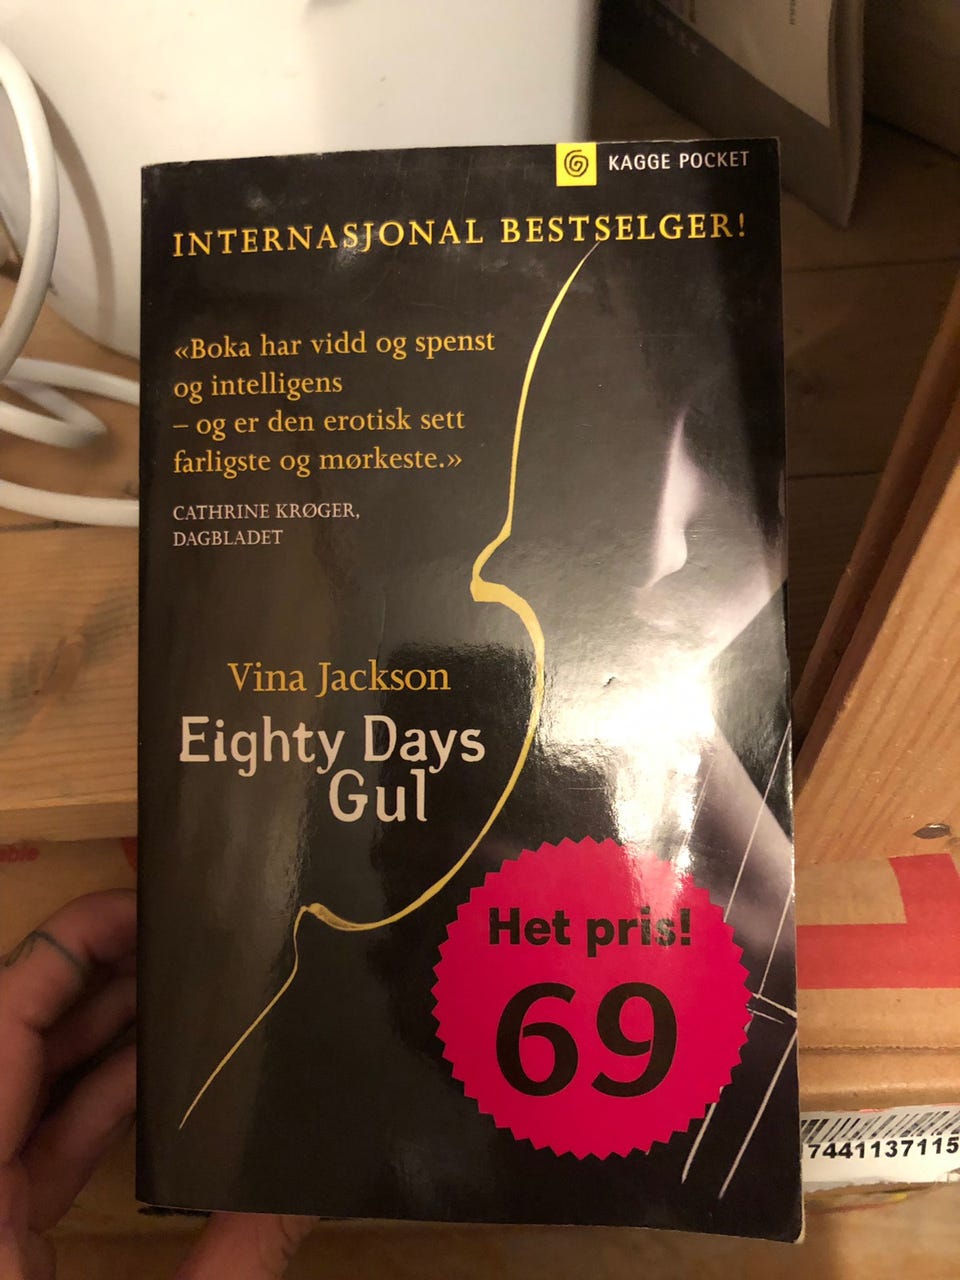 KAGGE POCKET
INTERNASJONAL BESTSELGER!
«Boka har vidd og spenst
og intelligens
– og er den erotisk sett
farligste og mørkeste.»
CATHRINE KRØGER,
DAGBLADET
Vina Jackson
Eighty Days
Gul
Het pris!
69
7441137115